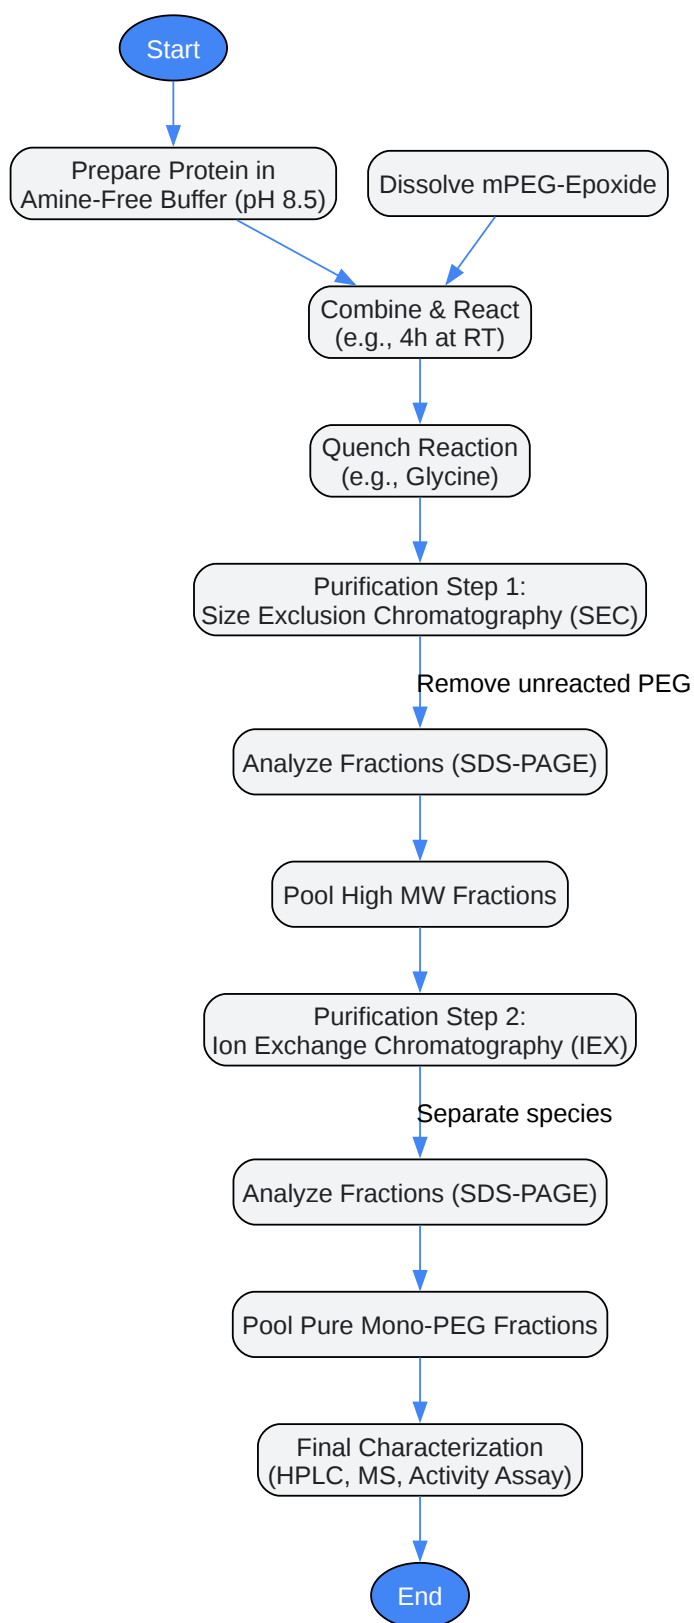 Start
Prepare Protein in
Amine-Free Buffer (pH 8.5)
Dissolve mPEG-Epoxide
Combine & React
(e.g., 4h at RT)
Quench Reaction
(e.g., Glycine)
Purification Step 1:
Size Exclusion Chromatography (SEC)
Remove unreacted PEG
Analyze Fractions (SDS-PAGE)
Pool High MW Fractions
Purification Step 2:
Ion Exchange Chromatography (IEX)
Separate species
Analyze Fractions (SDS-PAGE)
Pool Pure Mono-PEG Fractions
Final Characterization
(HPLC, MS, Activity Assay)
End